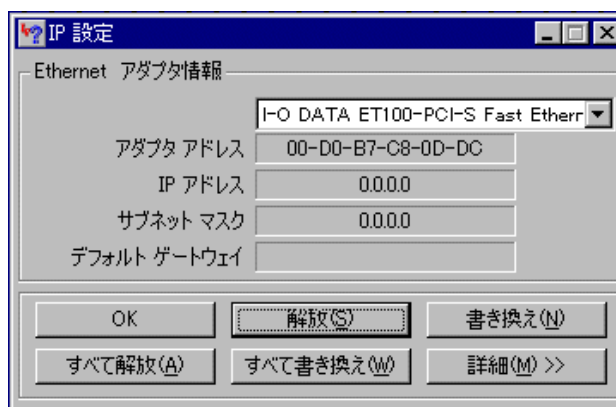 IP 設定
Ethernet アダプタ情報
I-O DATA ET100-PCI-S Fast Etherr
アダプタ アドレス 00-D0-B7-C8-0D-DC
IP アドレス 0.0.0.0
サブネット マスク 0.0.0.0
デフォルト ゲートウェイ
OK 解放(S) 書き換え(N)
すべて解放(A) すべて書き換え(W) 詳細(M) >>